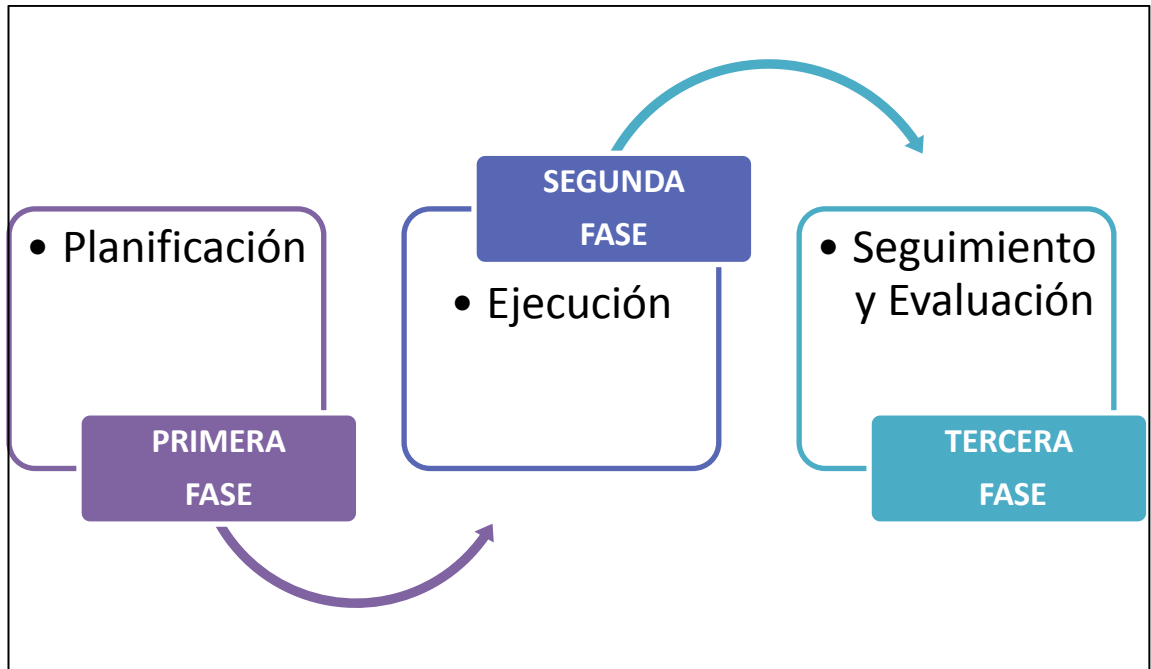 • Planificación
PRIMERA
FASE
SEGUNDA
FASE
• Ejecución
• Seguimiento
y Evaluación
TERCERA
FASE